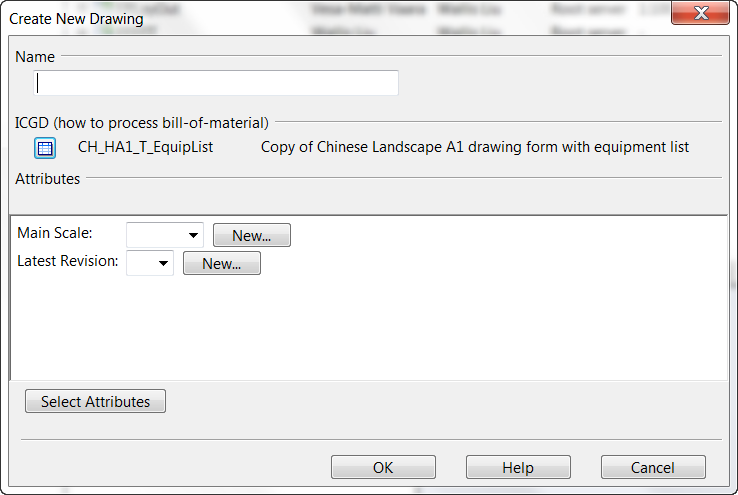 Create New Drawing
Name
ICGD (how to process bill-of-material)
CH_HA1_T_EquipList Copy of Chinese Landscape A1 drawing form with equipment list
Attributes
Main Scale: New...
Latest Revision: New...
Select Attributes
OK Help Cancel